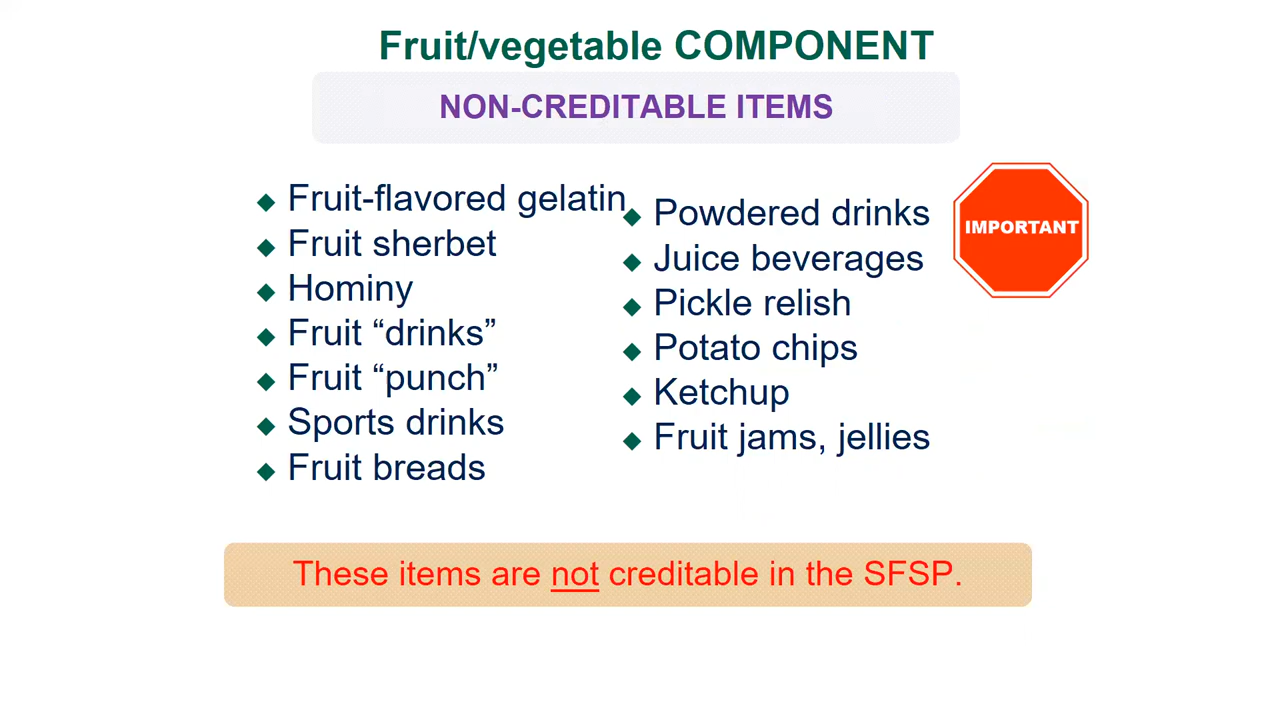 Fruit/vegetable COMPONENT
NON-CREDITABLE ITEMS
Fruit-flavored gelatin
Fruit sherbet
Hominy
Fruit “drinks”
Fruit “punch”
Sports drinks
Fruit breads
Powdered drinks
Juice beverages
Pickle relish
Potato chips
Ketchup
Fruit jams, jellies
IMPORTANT
These items are not creditable in the SFSP.